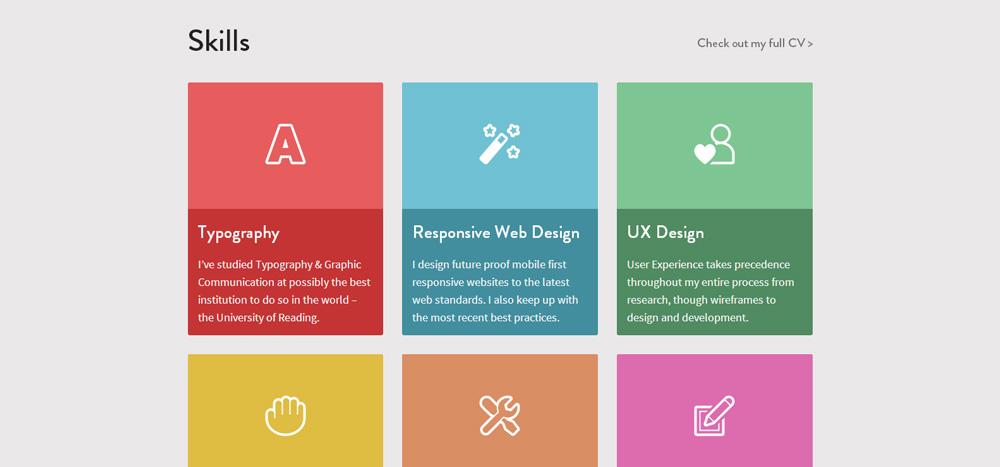 Skills
Check out my full CV >
Typography
I've studied Typography & Graphic
Communication at possibly the best
institution to do so in the world –
the University of Reading.
Responsive Web Design
I design future proof mobile first
responsive websites to the latest
web standards. I also keep up with
the most recent best practices.
UX Design
User Experience takes precedence
throughout my entire process from
research, though wireframes to
design and development.